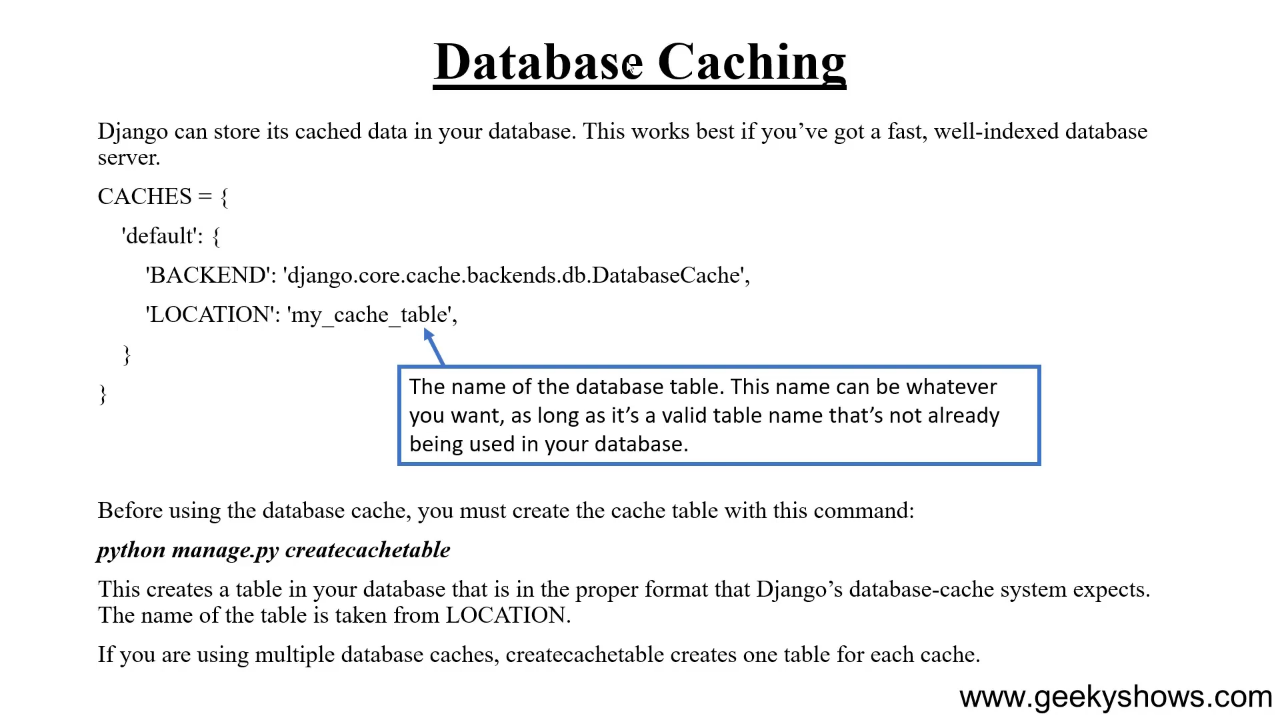 Database Caching
Django can store its cached data in your database. This works best if you’ve got a fast, well-indexed database
server.
CACHES = {
'default': {
'BACKEND': 'django.core.cache.backends.db.DatabaseCache',
'LOCATION': 'my_cache_table',
}
}
The name of the database table. This name can be whatever
you want, as long as it’s a valid table name that’s not already
being used in your database.
Before using the database cache, you must create the cache table with this command:
python manage.py createcachetable
This creates a table in your database that is in the proper format that Django’s database-cache system expects.
The name of the table is taken from LOCATION.
If you are using multiple database caches, createcachetable creates one table for each cache.
www.geekyshows.com